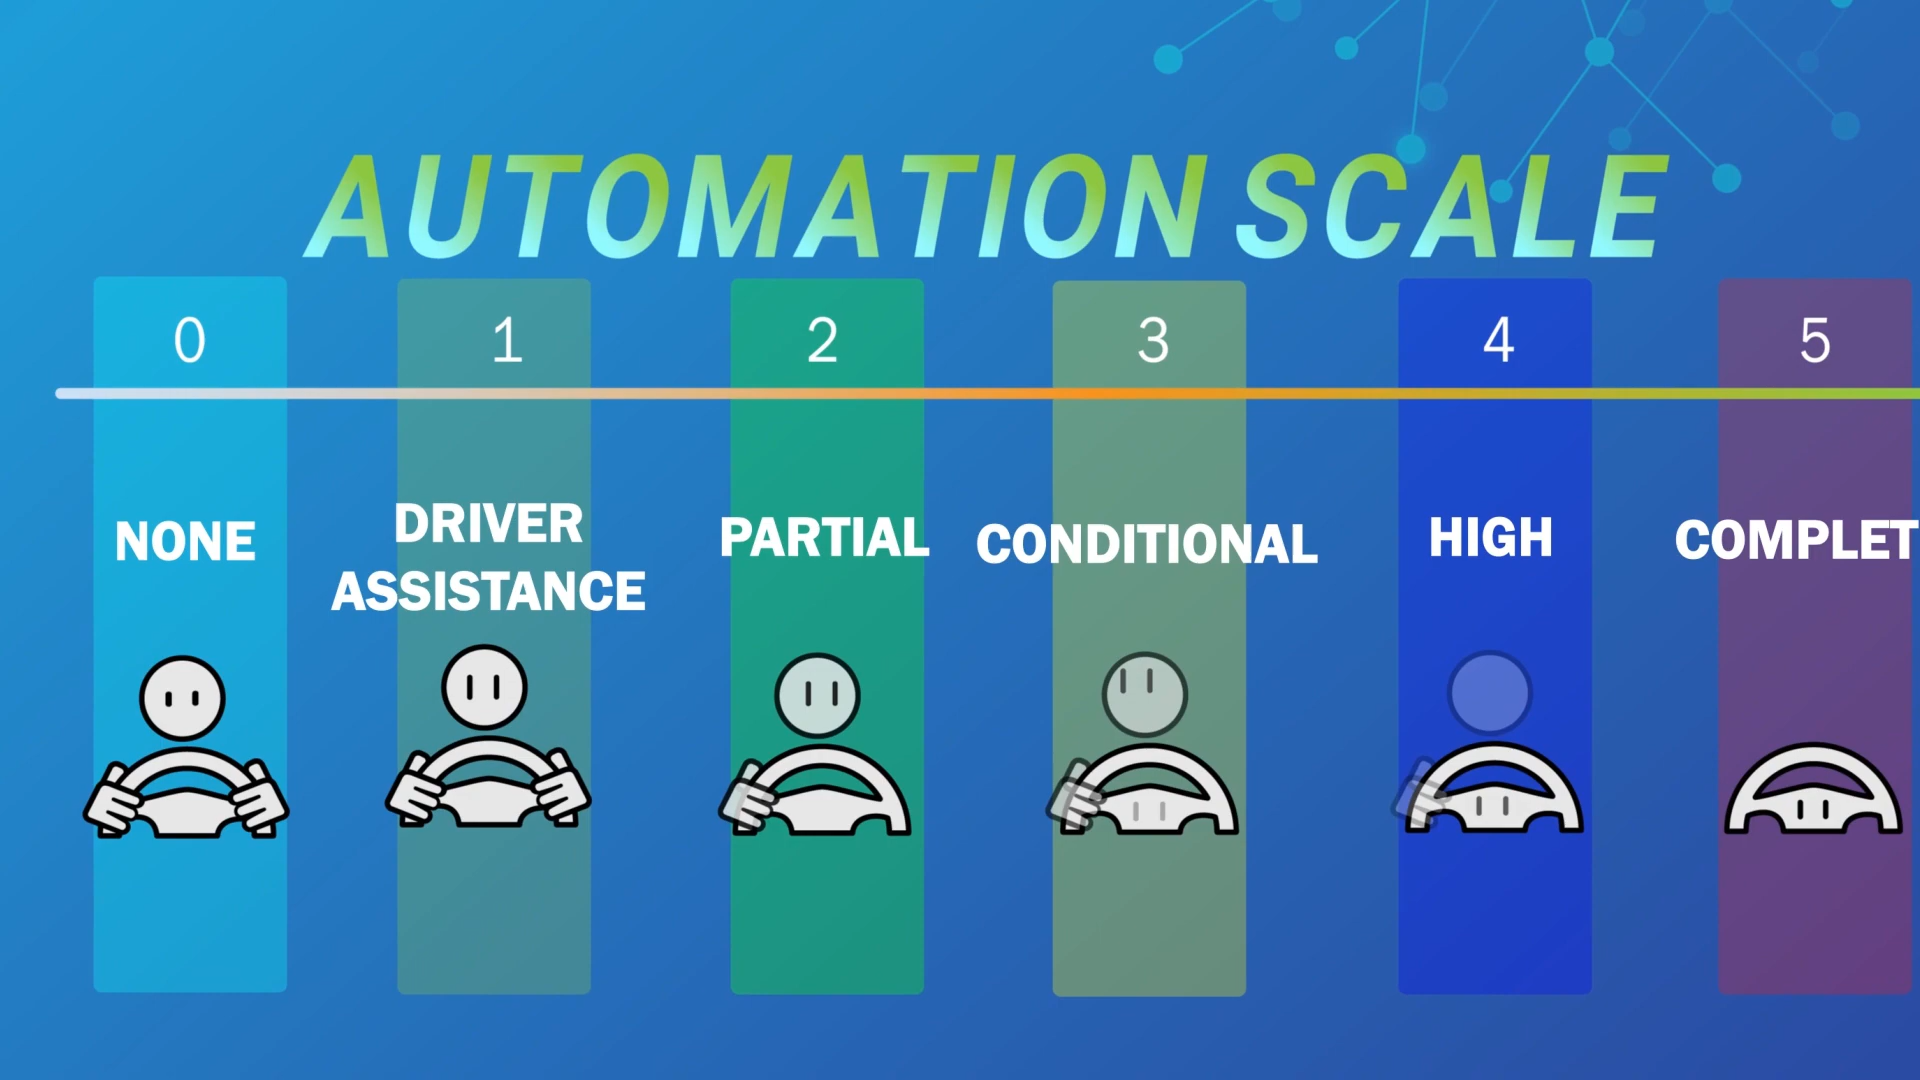 AUTOMATION SCALE
0 1 2 3 4 5
NONE
DRIVER
ASSISTANCE
PARTIAL
CONDITIONAL
HIGH
COMPLET